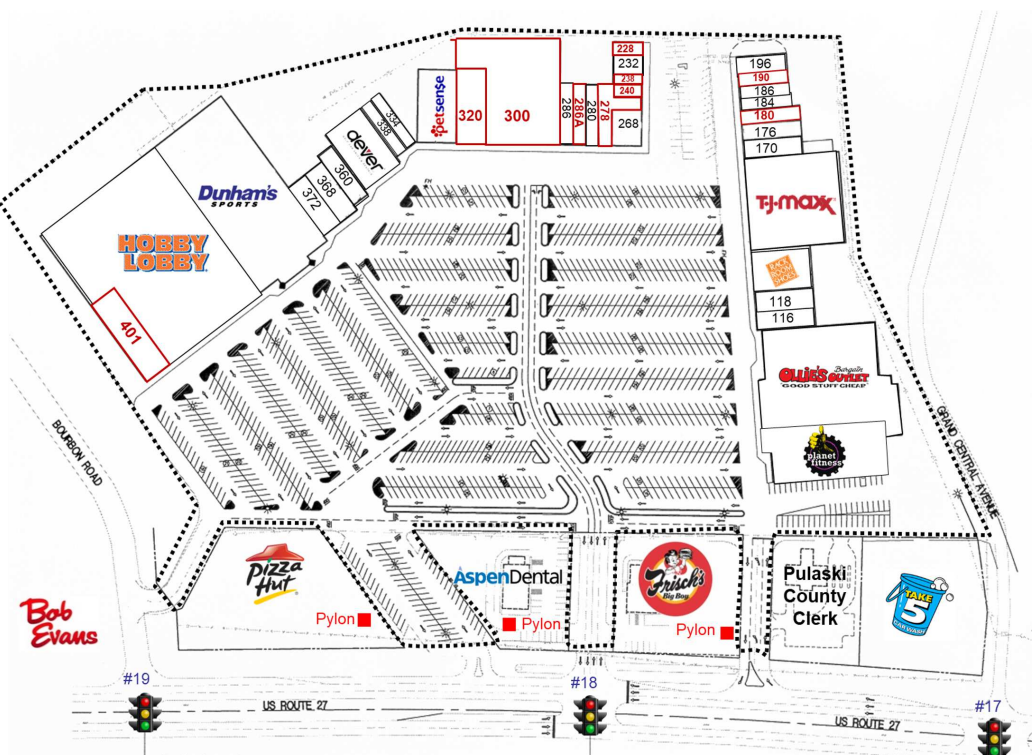 228
232
238
240
268
petsense
320
300
286
286A
280
278
196
190
186
184
180
176
170
334
338
dever
360
368
372
Dunham's
SPORTS
HOBBY
LOBBY
401
T·J·maxx
RACK
ROOM
SHOES
118
116
OLLIE'S Bargain OUTLET
GOOD STUFF CHEAP
planet
fitness
BOURBON ROAD
GRAND CENTRAL AVENUE
Pizza
Hut
Pylon
AspenDental
Pylon
Frisch's
Big Boy
Pylon
Pulaski
County
Clerk
TAKE
5
CAR WASH
Bob
Evans
#19
#18
#17
US ROUTE 27
US ROUTE 27